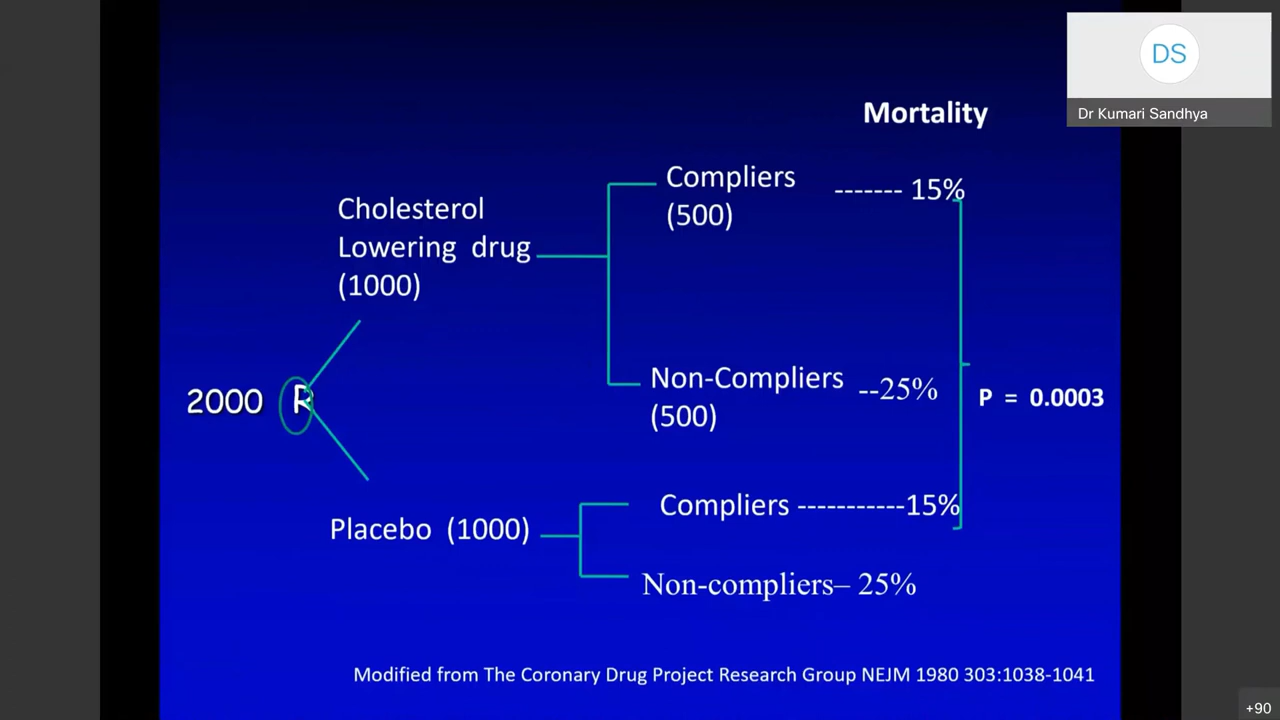 DS
Dr Kumari Sandhya
Mortality
Compliers ------- 15%
(500)
Cholesterol
Lowering drug
(1000)
Non-Compliers --25%
(500)
P = 0.0003
2000 R
Compliers -----------15%
Placebo (1000)
Non-compliers– 25%
Modified from The Coronary Drug Project Research Group NEJM 1980 303:1038-1041
+90